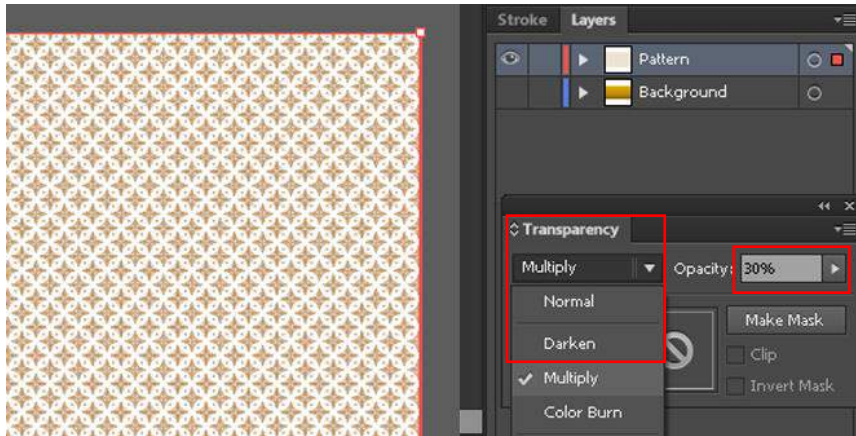 Stroke Layers
Pattern
Background
Transparency
Multiply Opacity: 30%
Normal
Make Mask
Darken
Clip
Multiply
Invert Mask
Color Burn